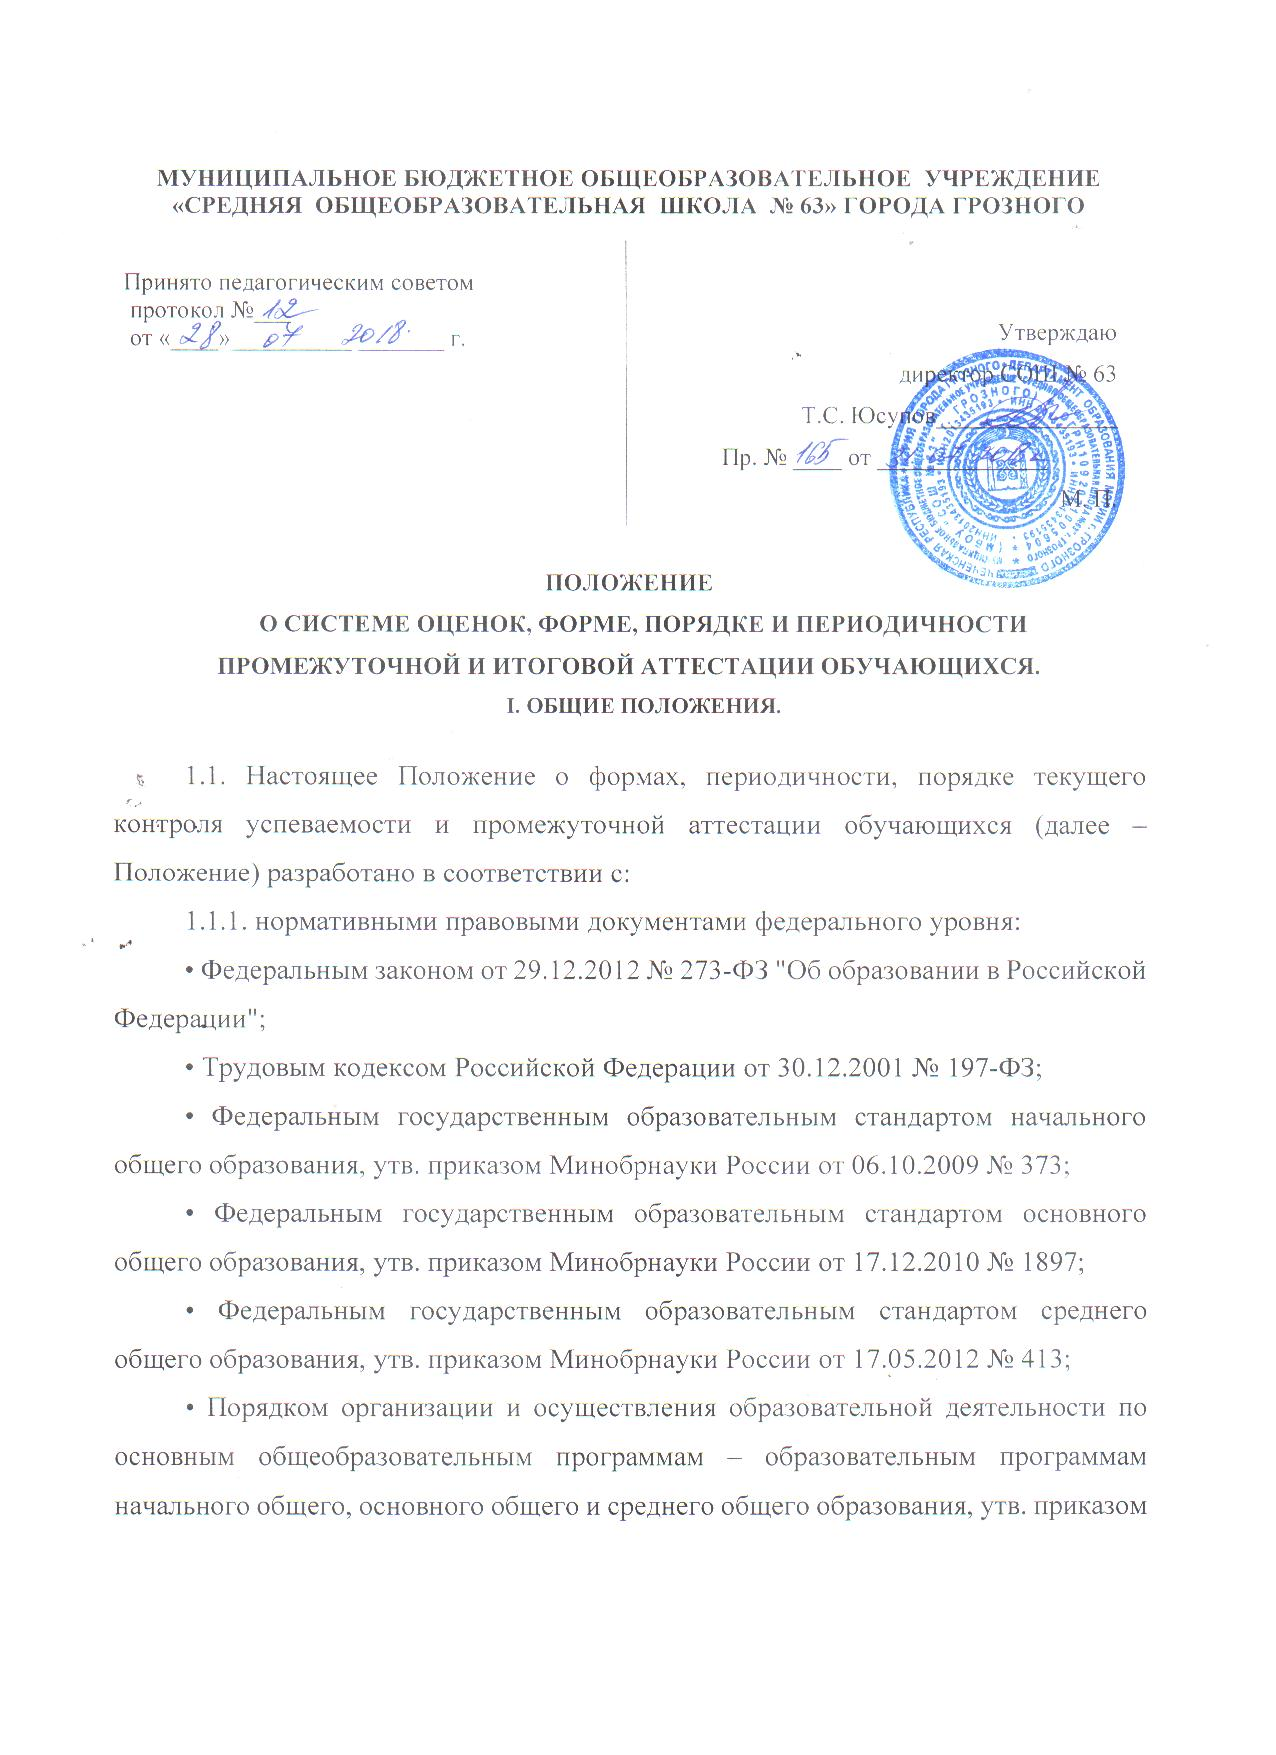 МУНИЦИПАЛЬНОЕ БЮДЖЕТНОЕ ОБЩЕОБРАЗОВАТЕЛЬНОЕ УЧРЕЖДЕНИЕ
«СРЕДНЯЯ ОБЩЕОБРАЗОВАТЕЛЬНАЯ ШКОЛА № 63» ГОРОДА ГРОЗНОГО
Принято педагогическим советом
протокол № 12
от «28» 07 2018 г.
Утверждаю
директор СОШ № 63
Т.С. Юсупов
Пр. № 165 от
М.П.
ПОЛОЖЕНИЕ
О СИСТЕМЕ ОЦЕНОК, ФОРМЕ, ПОРЯДКЕ И ПЕРИОДИЧНОСТИ
ПРОМЕЖУТОЧНОЙ И ИТОГОВОЙ АТТЕСТАЦИИ ОБУЧАЮЩИХСЯ.
I. ОБЩИЕ ПОЛОЖЕНИЯ.
1.1. Настоящее Положение о формах, периодичности, порядке текущего
контроля успеваемости и промежуточной аттестации обучающихся (далее –
Положение) разработано в соответствии с:
1.1.1. нормативными правовыми документами федерального уровня:
• Федеральным законом от 29.12.2012 № 273-ФЗ "Об образовании в Российской
Федерации";
• Трудовым кодексом Российской Федерации от 30.12.2001 № 197-ФЗ;
• Федеральным государственным образовательным стандартом начального
общего образования, утв. приказом Минобрнауки России от 06.10.2009 № 373;
• Федеральным государственным образовательным стандартом основного
общего образования, утв. приказом Минобрнауки России от 17.12.2010 № 1897;
• Федеральным государственным образовательным стандартом среднего
общего образования, утв. приказом Минобрнауки России от 17.05.2012 № 413;
• Порядком организации и осуществления образовательной деятельности по
основным общеобразовательным программам – образовательным программам
начального общего, основного общего и среднего общего образования, утв. приказом